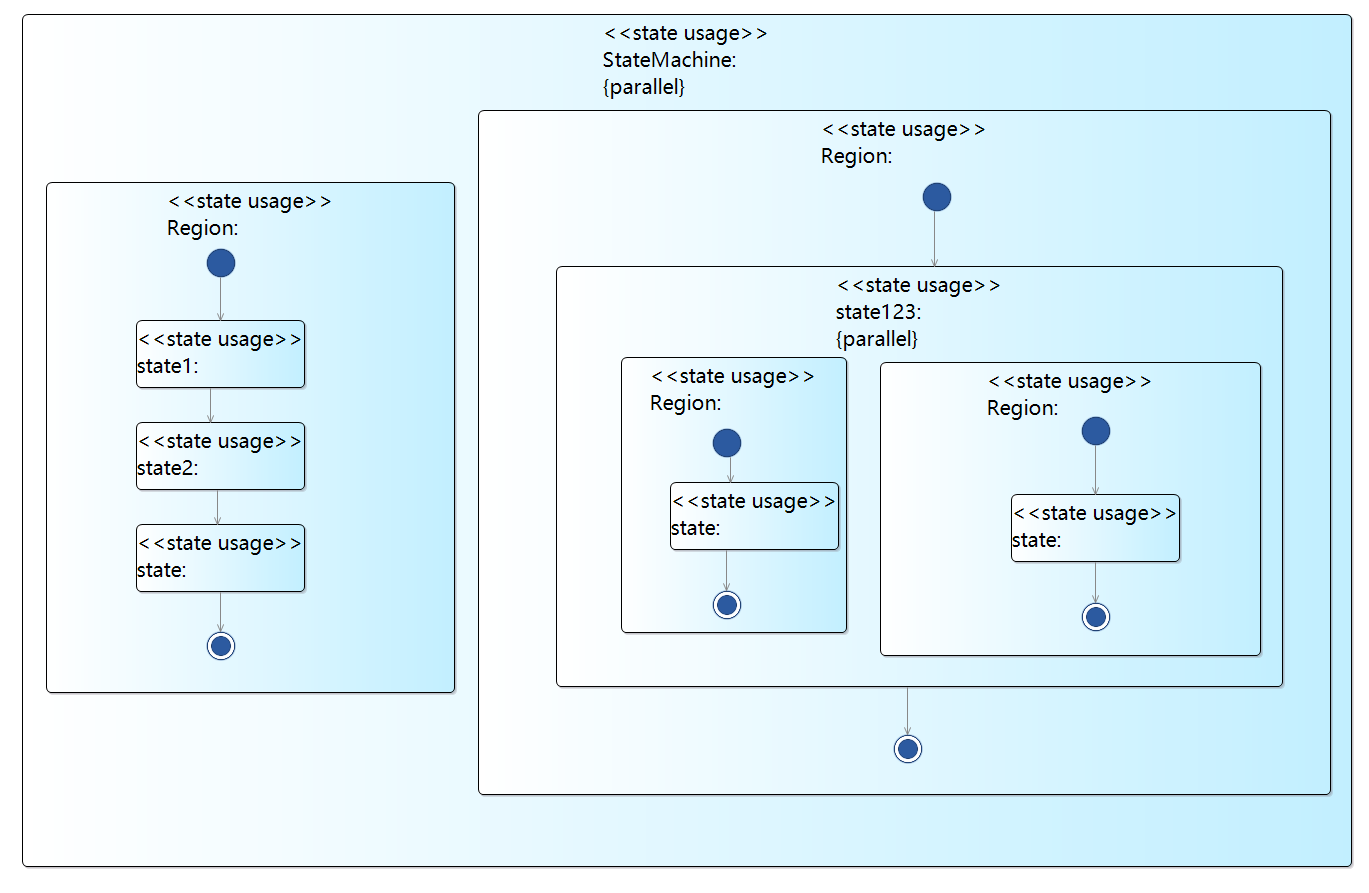 <<state usage>>
StateMachine:
{parallel}
<<state usage>>
Region:
<<state usage>>
state1:
<<state usage>>
state2:
<<state usage>>
state:
<<state usage>>
Region:
<<state usage>>
state123:
{parallel}
<<state usage>>
Region:
<<state usage>>
state:
<<state usage>>
Region:
<<state usage>>
state: